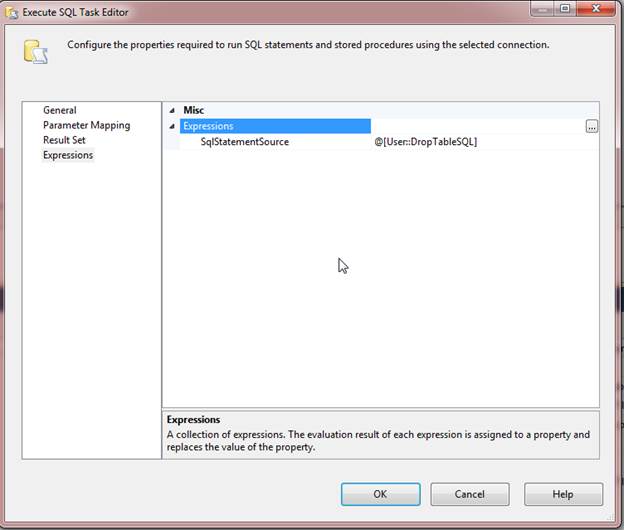 Execute SQL Task Editor
Configure the properties required to run SQL statements and stored procedures using the selected connection.
General
Parameter Mapping
Result Set
Expressions
Misc
Expressions
...
SqlStatementSource @[User::DropTableSQL]
Expressions
A collection of expressions. The evaluation result of each expression is assigned to a property and
replaces the value of the property.
OK Cancel Help